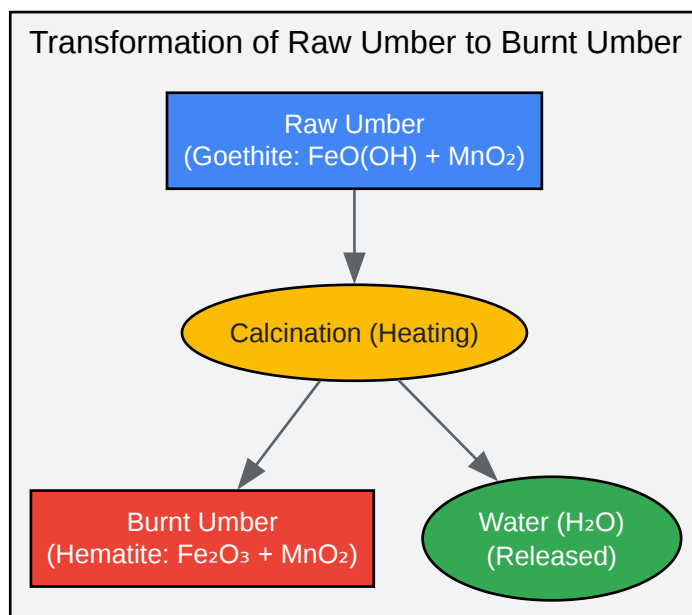 Transformation of Raw Umber to Burnt Umber
Raw Umber
(Goethite: FeO(OH) + MnO₂)
Calcination (Heating)
Burnt Umber
(Hematite: Fe₂O₃ + MnO₂)
Water (H₂O)
(Released)